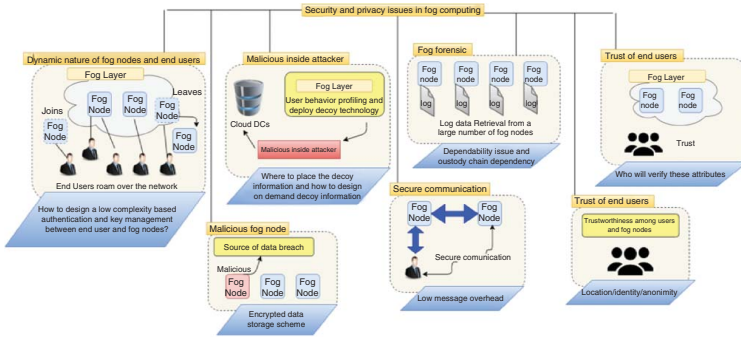 Security and privacy issues in fog computing
Dynamic nature of fog nodes and end users
Fog Layer
Fog
Node
Fog
Node
Fog
Node
Fog
Node
Leaves
Joins
Fog
Node
Fog
Node
End Users roam over the network
How to design a low complexity based
authentication and key management
between end user and fog nodes?
Malicious inside attacker
Fog Layer
User behavior profiling and
deploy decoy technology
Cloud DCs
Malicious inside attacker
Where to place the decoy
information and how to design
on demand decoy information
Fog forensic
Fog
node
Fog
node
Fog
node
Fog
node
log
log
log
log
Log data Retrieval from a
large number of fog nodes
Dependability issue and
custody chain dependency
Trust of end users
Fog Layer
Fog
node
Fog
node
Trust
Who will verify these attributes
Malicious fog node
Source of data breach
Malicious
Fog
Node
Fog
Node
Fog
Node
Encrypted data
storage scheme
Secure communication
Fog
Node
Fog
Node
Secure comunication
Low message overhead
Trust of end users
Trustworthiness among users
and fog nodes
Location/identity/anonimity